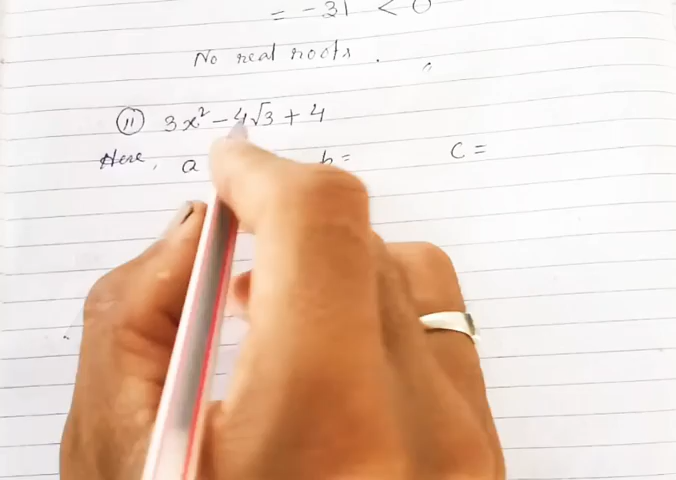 = -31 < 0
No real roots.
(ii) 3x² - 4√3 + 4
Here, a b = c =